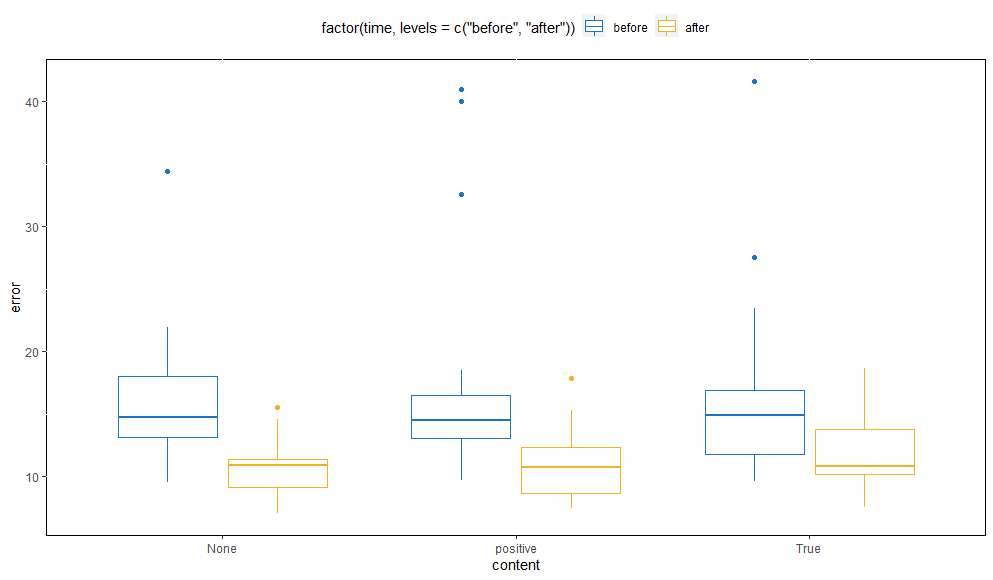 factor(time, levels = c("before", "after")) before after
40
30
20
10
error
None positive True
content